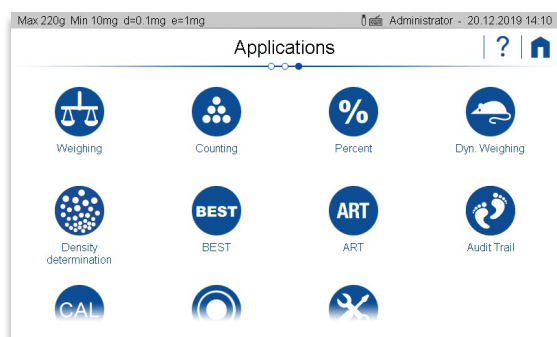 Max 220g Min 10mg d=0.1mg e=1mg Administrator - 20.12.2019 14:10
Applications ?
% 
Weighing Counting Percent Dyn. Weighing
BEST ART
Density determination BEST ART Audit Trail
CAL